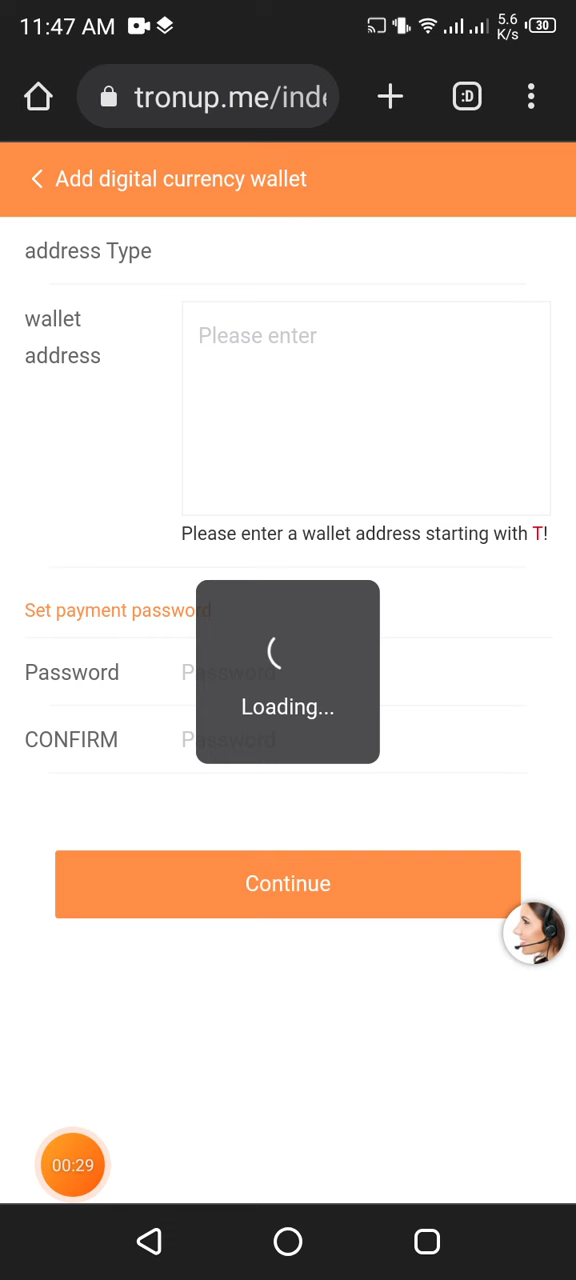 11:47 AM 5.6 K/s 30
tronup.me/inde :D
Add digital currency wallet
address Type
wallet
address
Please enter
Please enter a wallet address starting with T!
Set payment password
Password Password
Loading...
CONFIRM Password
Continue
00:29